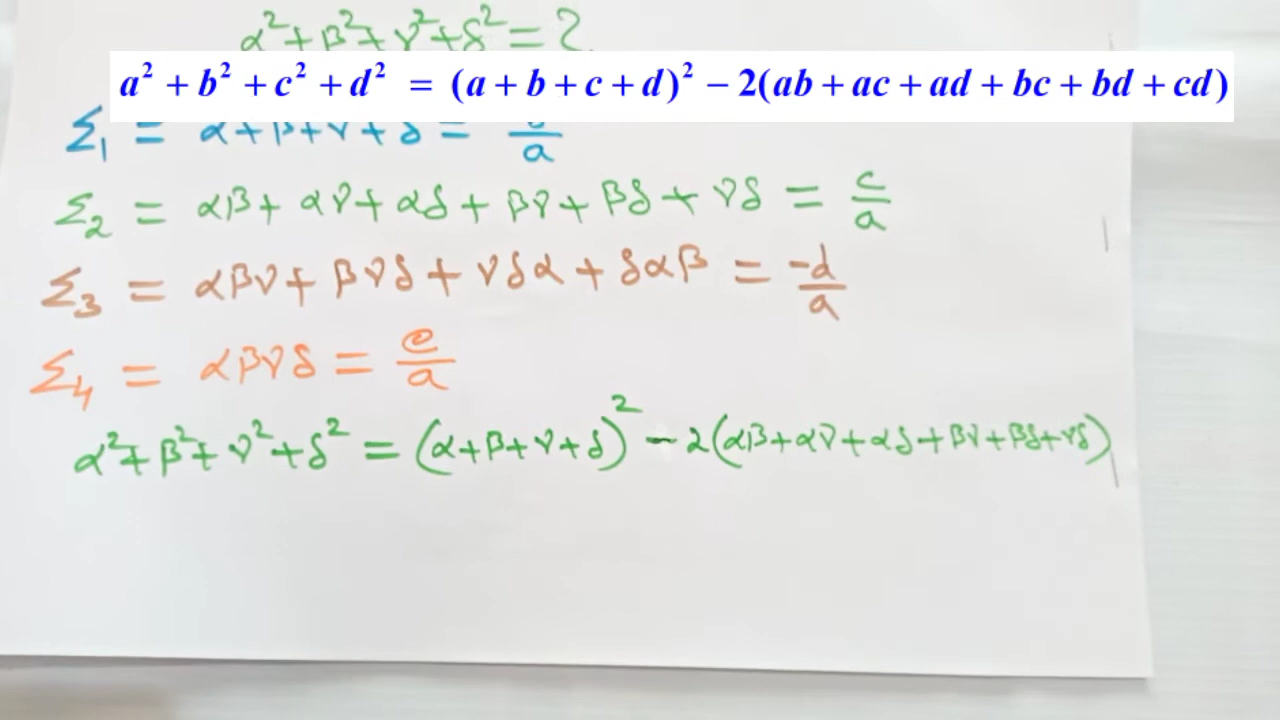 α²+β²+γ²+δ²=?
a² + b² + c² + d² = (a + b + c + d)² − 2(ab + ac + ad + bc + bd + cd)
Σ₁ = α+β+γ+δ = /a
Σ₂ = αβ+ αγ+ αδ + βγ+ βδ + γδ = c/a
Σ₃ = αβγ+ βγδ + γδα + δαβ = -d/a
Σ₄ = αβγδ = e/a
α²+β²+γ²+δ² = (α+β+γ+δ)² - 2(αβ+αγ+αδ+βγ+βδ+γδ)